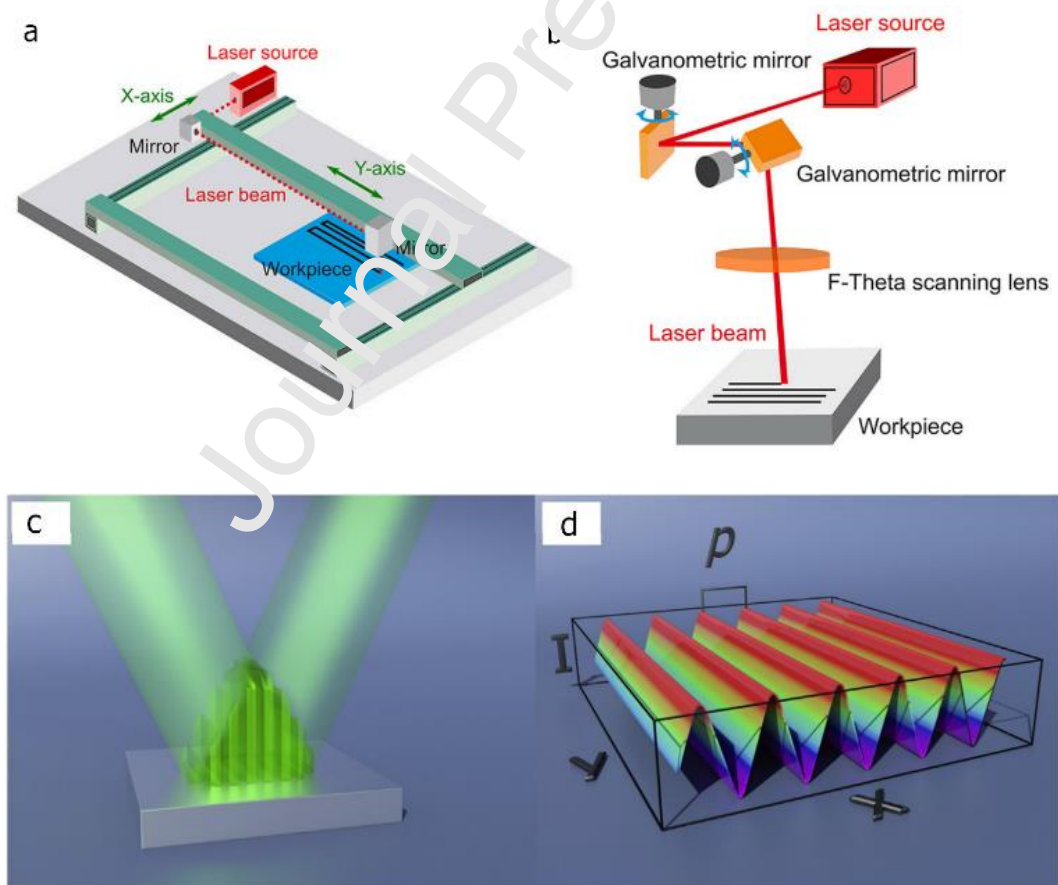 a
Laser source
X-axis
Mirror
Y-axis
Laser beam
Mirror
Workpiece
b
Laser source
Galvanometric mirror
Galvanometric mirror
F-Theta scanning lens
Laser beam
Workpiece
Journal Pre
c
d
p
I
y
x